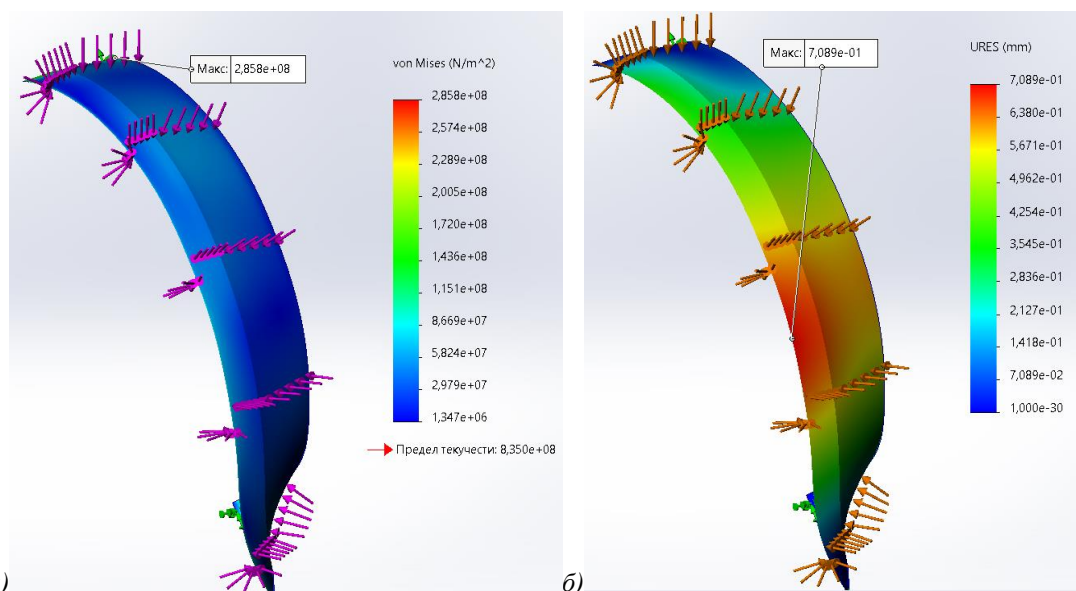 Макс: 2,858e+08
von Mises (N/m^2)
2,858e+08
2,574e+08
2,289e+08
2,005e+08
1,720e+08
1,436e+08
1,151e+08
8,669e+07
5,824e+07
2,979e+07
1,347e+06
Предел текучести: 8,350e+08
)
Макс: 7,089e-01
URES (mm)
7,089e-01
6,380e-01
5,671e-01
4,962e-01
4,254e-01
3,545e-01
2,836e-01
2,127e-01
1,418e-01
7,089e-02
1,000e-30
б)